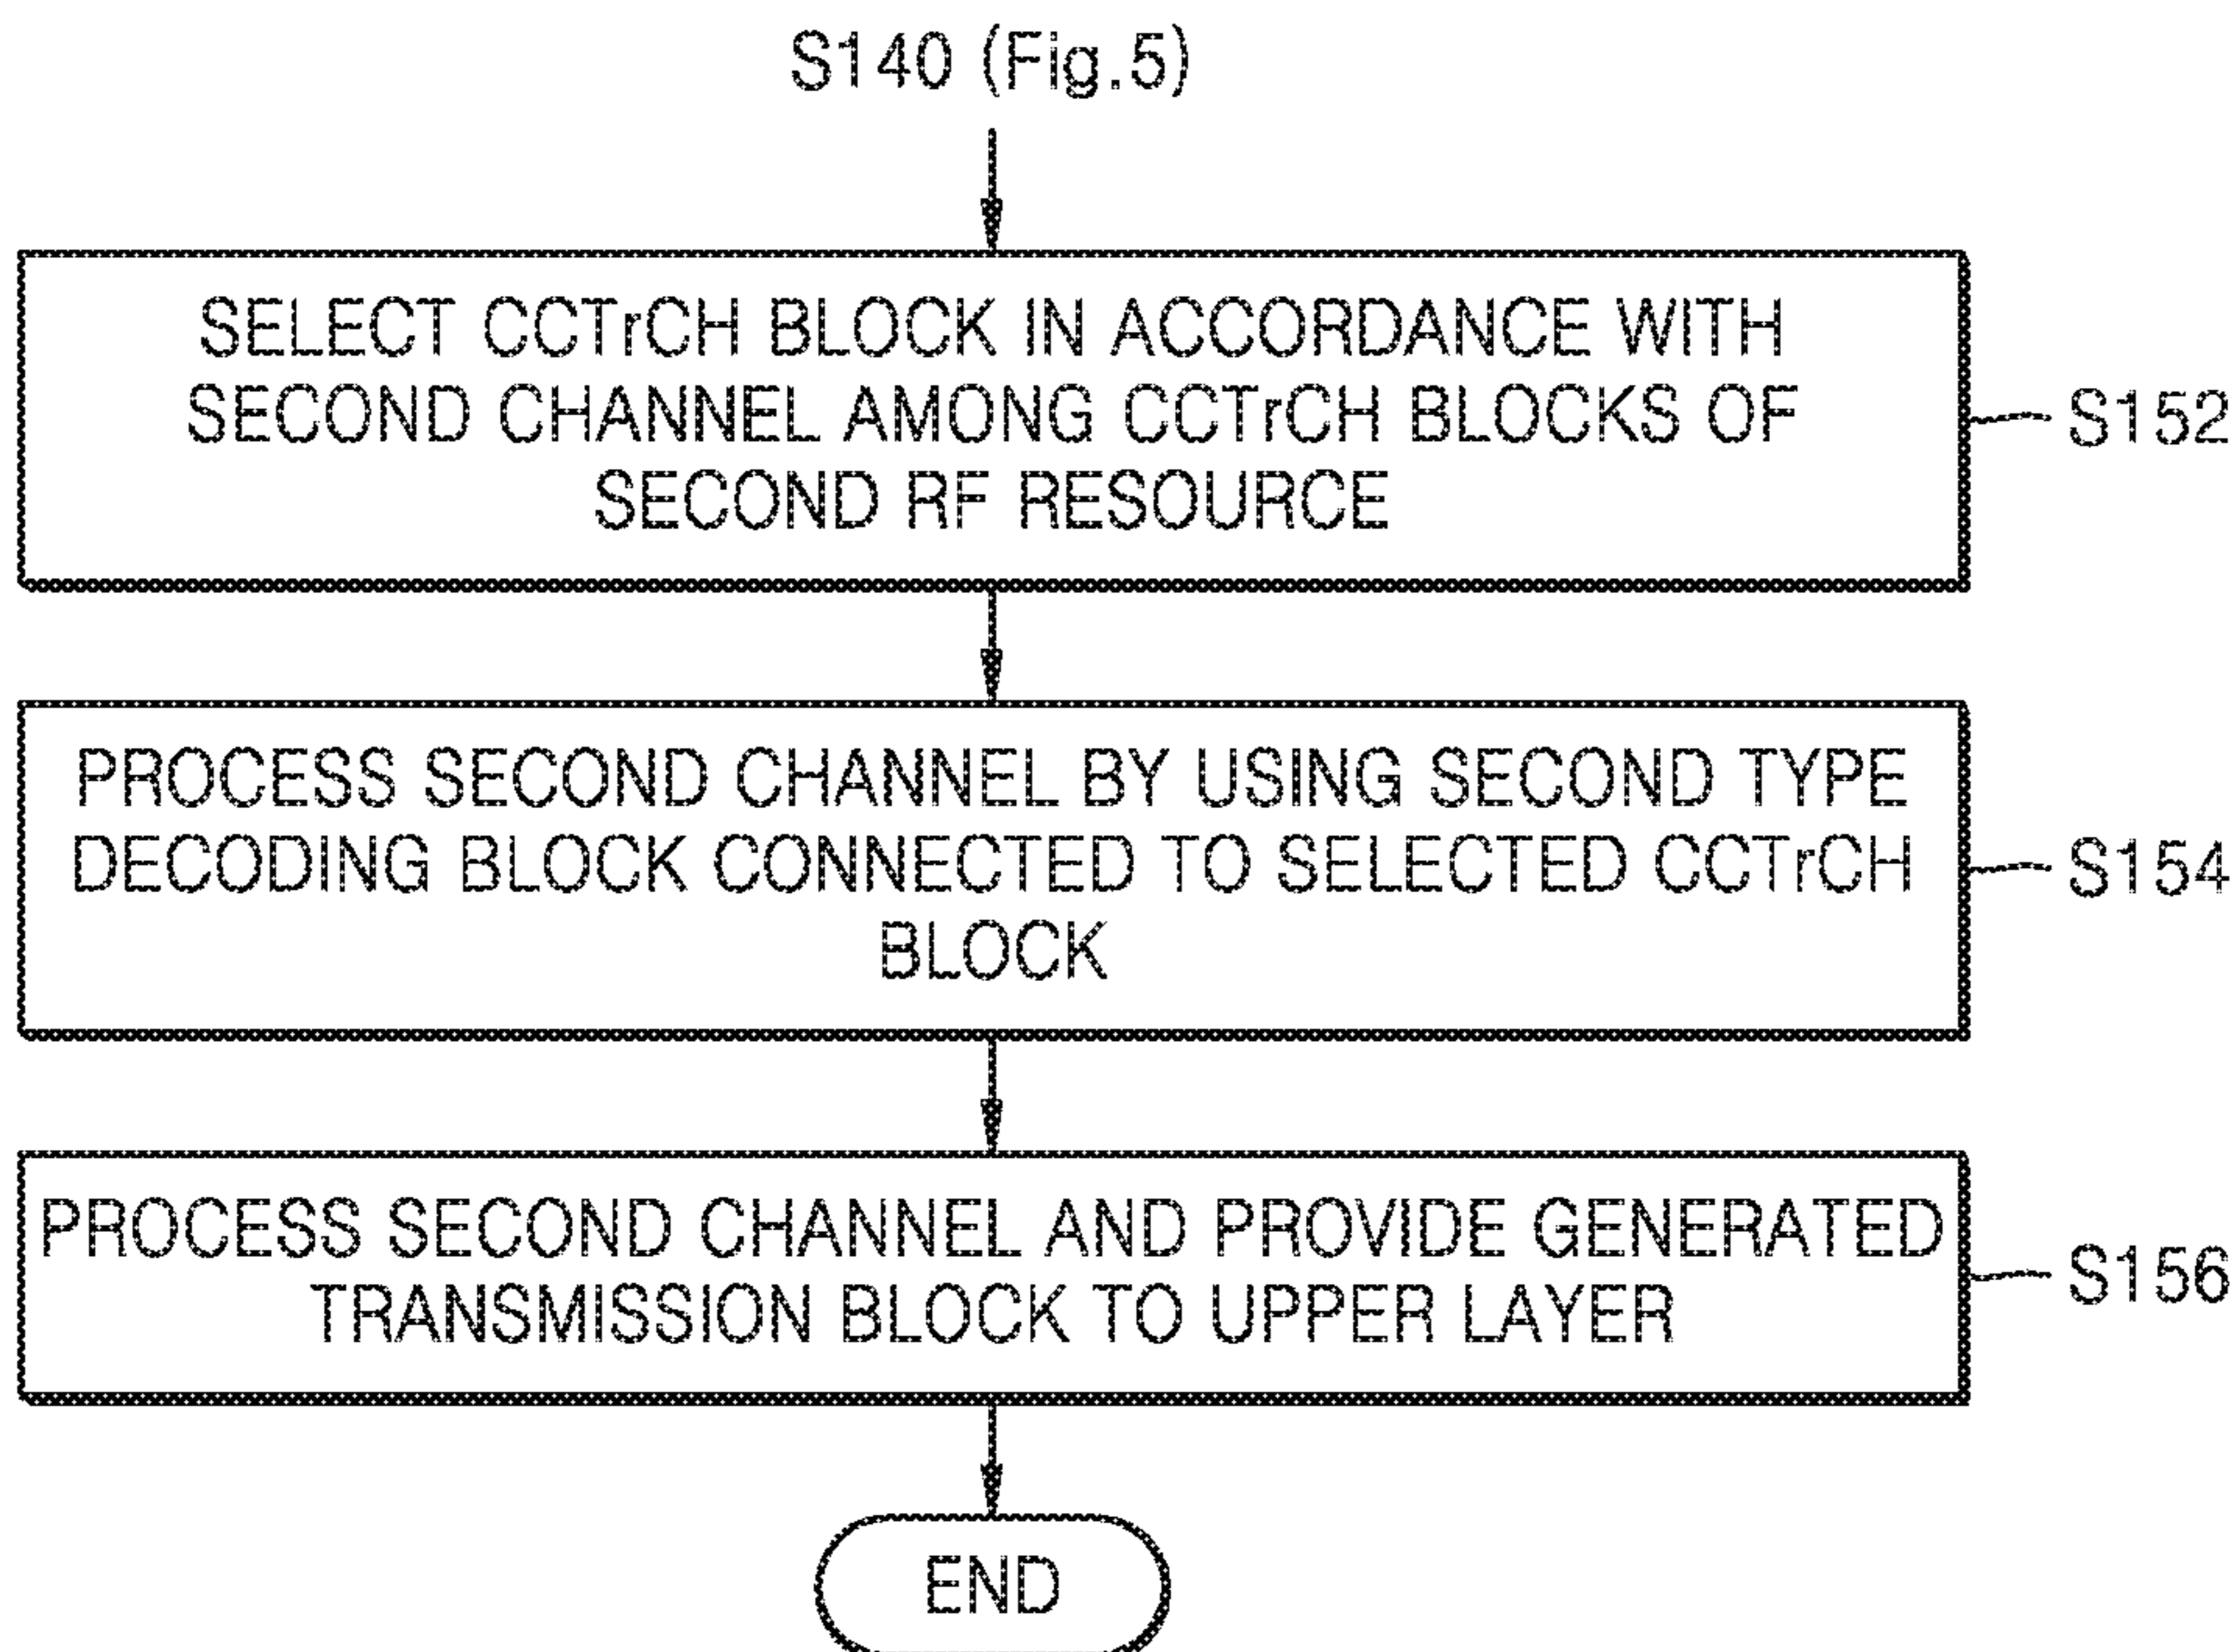 S140 (Fig.5)
SELECT CCTrCH BLOCK IN ACCORDANCE WITH
SECOND CHANNEL AMONG CCTrCH BLOCKS OF
SECOND RF RESOURCE
S152
PROCESS SECOND CHANNEL BY USING SECOND TYPE
DECODING BLOCK CONNECTED TO SELECTED CCTrCH
BLOCK
S154
PROCESS SECOND CHANNEL AND PROVIDE GENERATED
TRANSMISSION BLOCK TO UPPER LAYER
S156
END